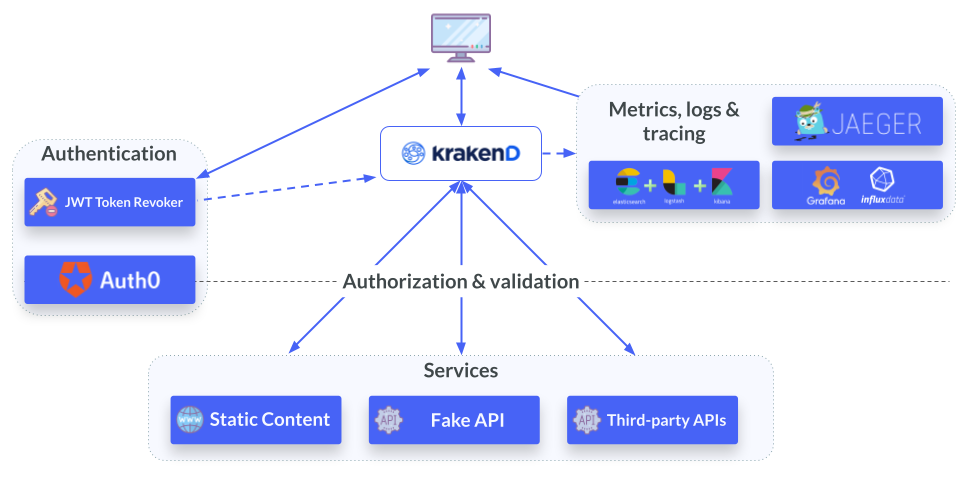 Metrics, logs &
tracing
JAEGER
krakenD
Authentication
JWT Token Revoker
elasticsearch + logstash + kibana
Grafana
influxdata
Auth0
Authorization & validation
Services
WWW
Static Content
API
Fake API
API
Third-party APIs